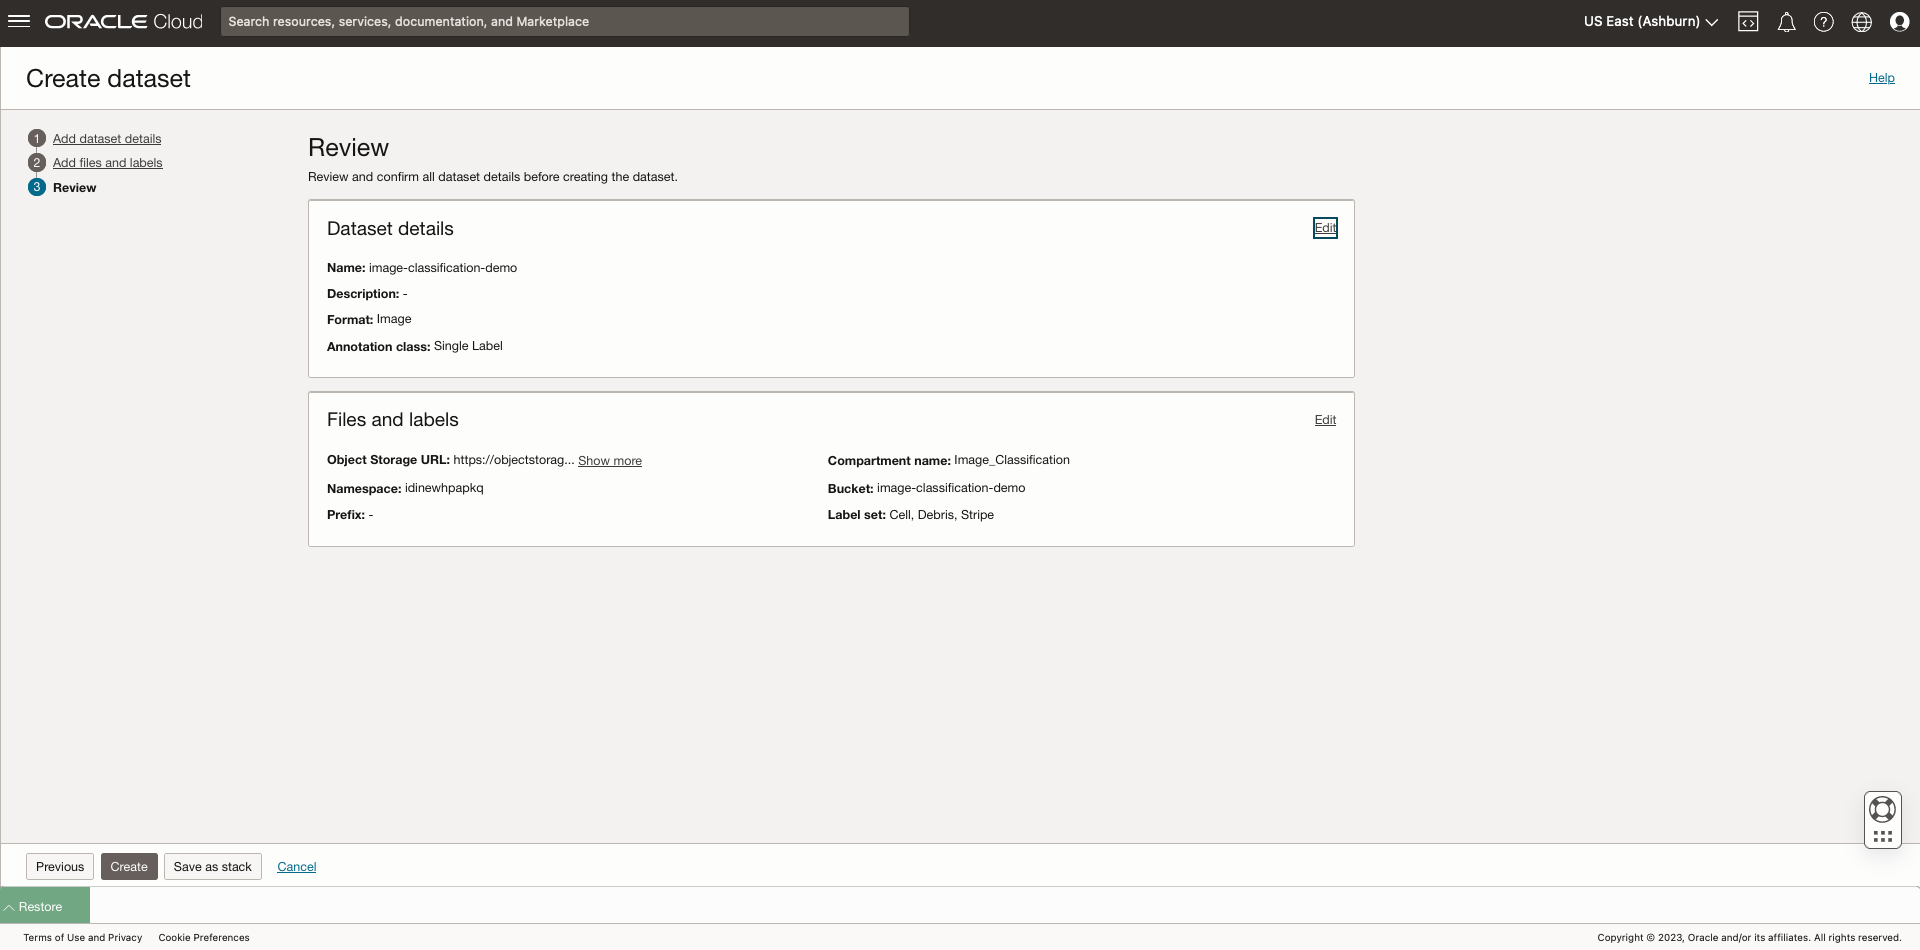 ORACLE Cloud
Search resources, services, documentation, and Marketplace
US East (Ashburn)
Create dataset
Help
1 Add dataset details
2 Add files and labels
3 Review
Review
Review and confirm all dataset details before creating the dataset.
Dataset details
Edit
Name: image-classification-demo
Description: -
Format: Image
Annotation class: Single Label
Files and labels
Edit
Object Storage URL: https://objectstorag... Show more
Compartment name: Image_Classification
Namespace: idinewhpapkq
Bucket: image-classification-demo
Prefix: -
Label set: Cell, Debris, Stripe
Previous
Create
Save as stack
Cancel
Restore
Terms of Use and Privacy
Cookie Preferences
Copyright © 2023, Oracle and/or its affiliates. All rights reserved.